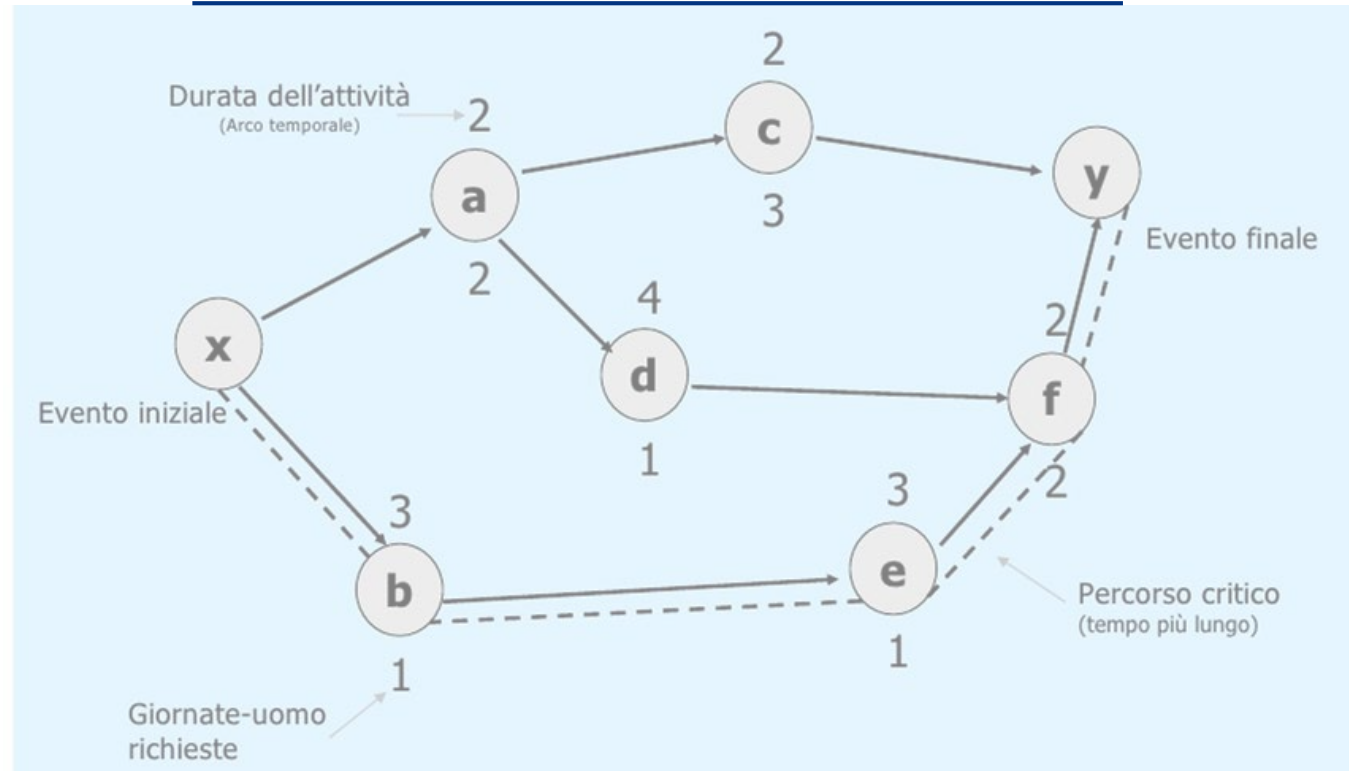 2
Durata dell'attività
(Arco temporale)
2
c
y
a
3
Evento finale
2
4
x
2
d
f
Evento iniziale
1
2
3
3
e
b
Percorso critico
(tempo più lungo)
1
1
Giornate-uomo
richieste